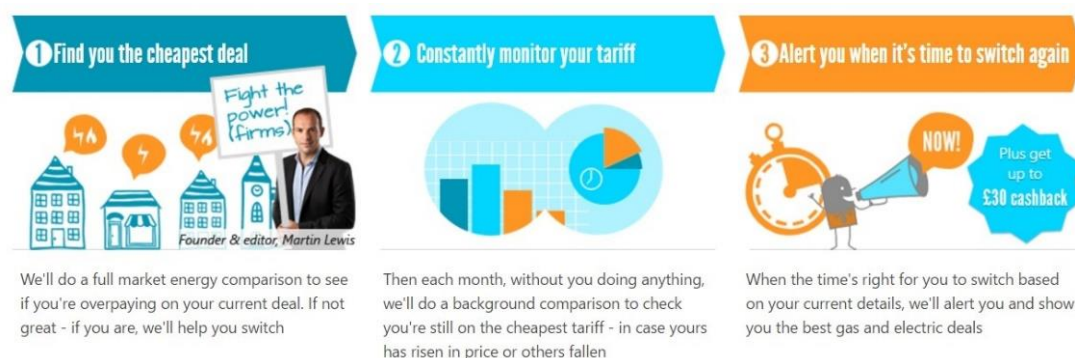 1 Find you the cheapest deal
Fight the
power!
(firms)
Founder & editor, Martin Lewis
We'll do a full market energy comparison to see
if you're overpaying on your current deal. If not
great - if you are, we'll help you switch
2 Constantly monitor your tariff
Then each month, without you doing anything,
we'll do a background comparison to check
you're still on the cheapest tariff - in case yours
has risen in price or others fallen
3 Alert you when it's time to switch again
NOW!
Plus get
up to
£30 cashback
When the time's right for you to switch based
on your current details, we'll alert you and show
you the best gas and electric deals